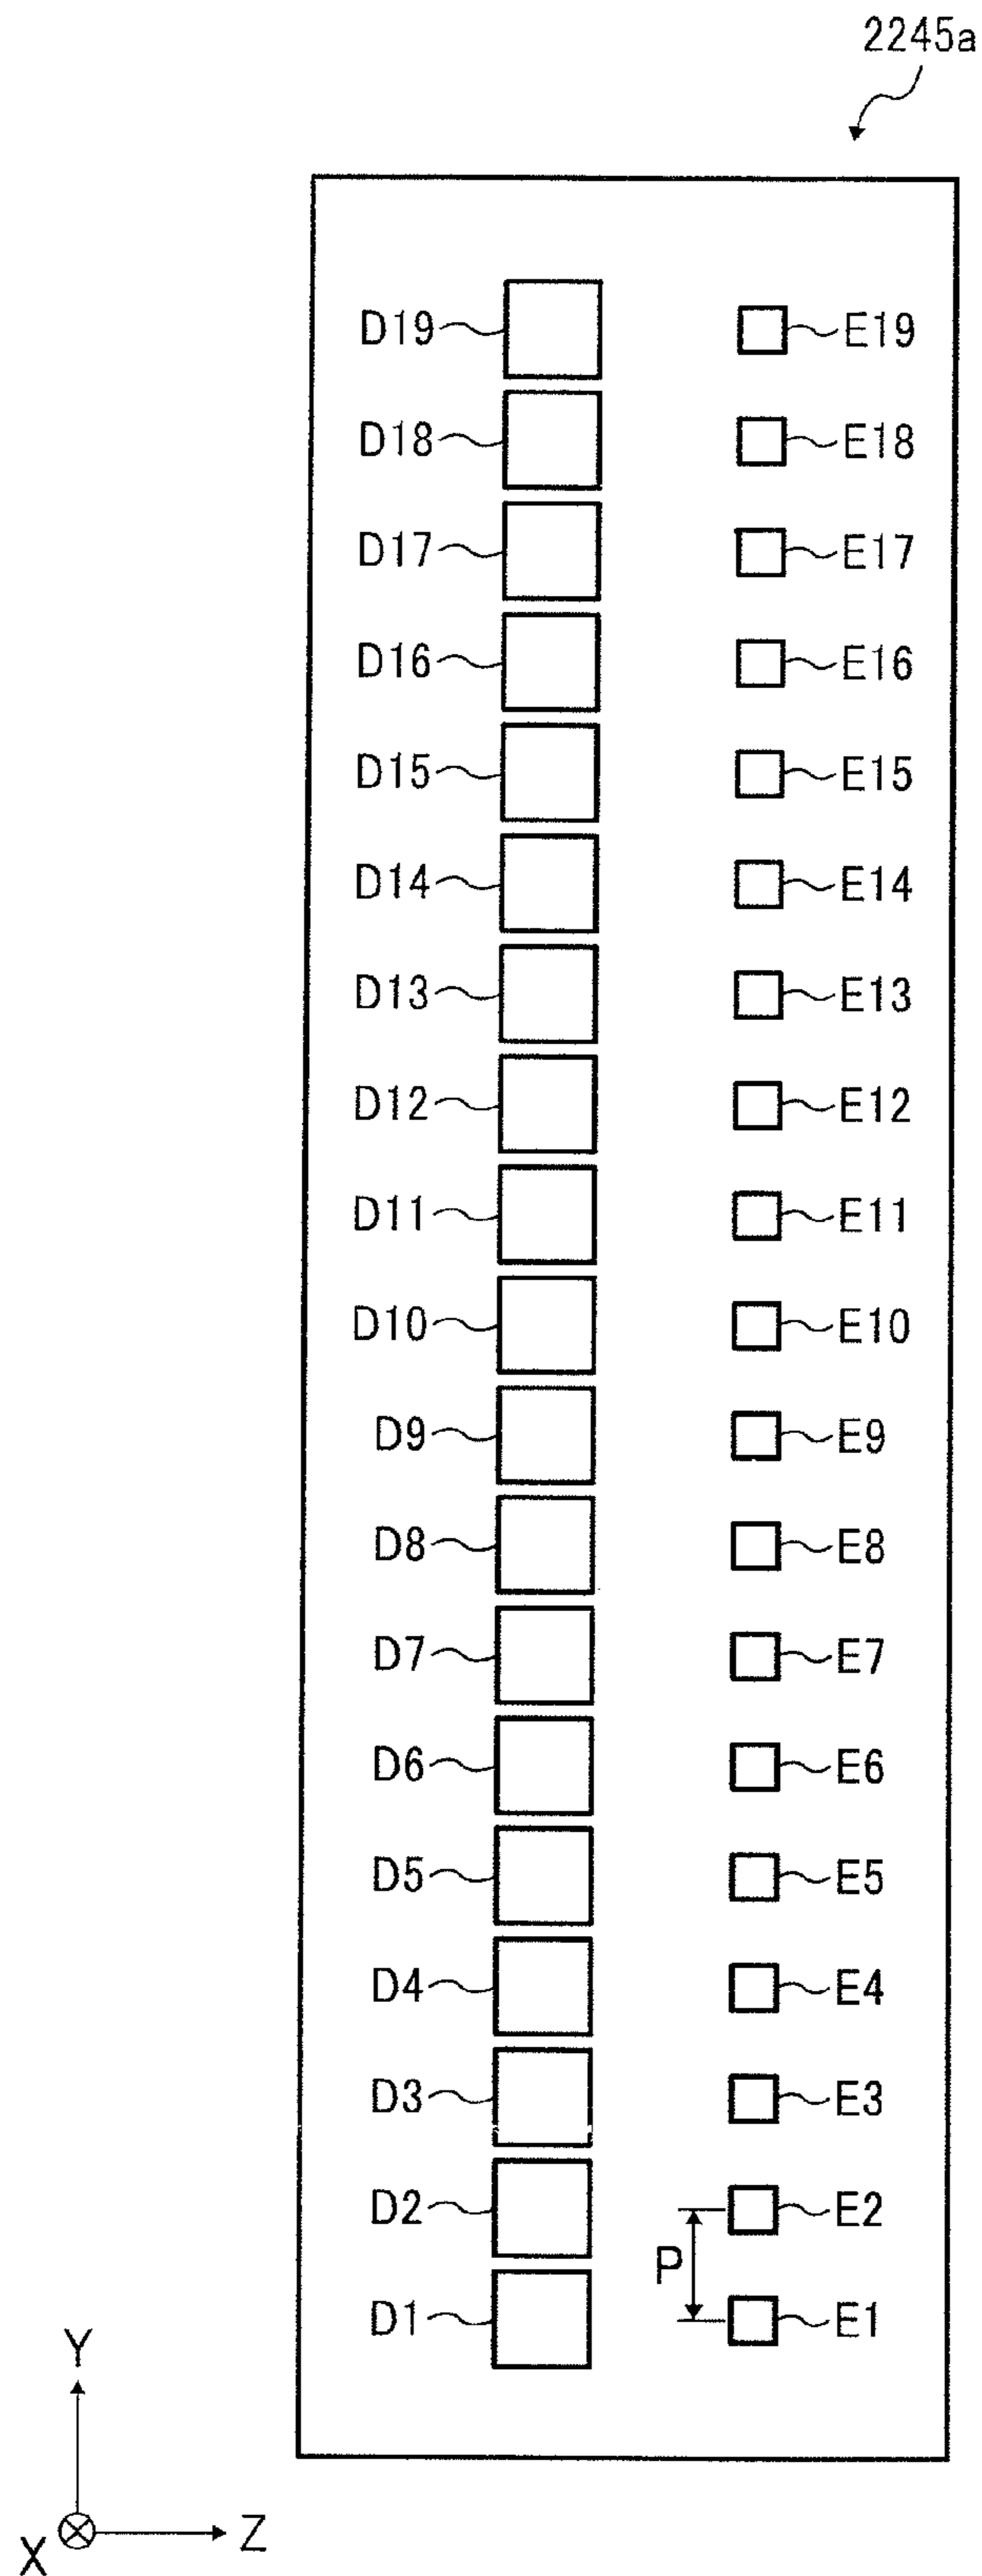 2245a
D19 E19
D18 E18
D17 E17
D16 E16
D15 E15
D14 E14
D13 E13
D12 E12
D11 E11
D10 E10
D9 E9
D8 E8
D7 E7
D6 E6
D5 E5
D4 E4
D3 E3
D2 E2
P
D1 E1
Y
X Z